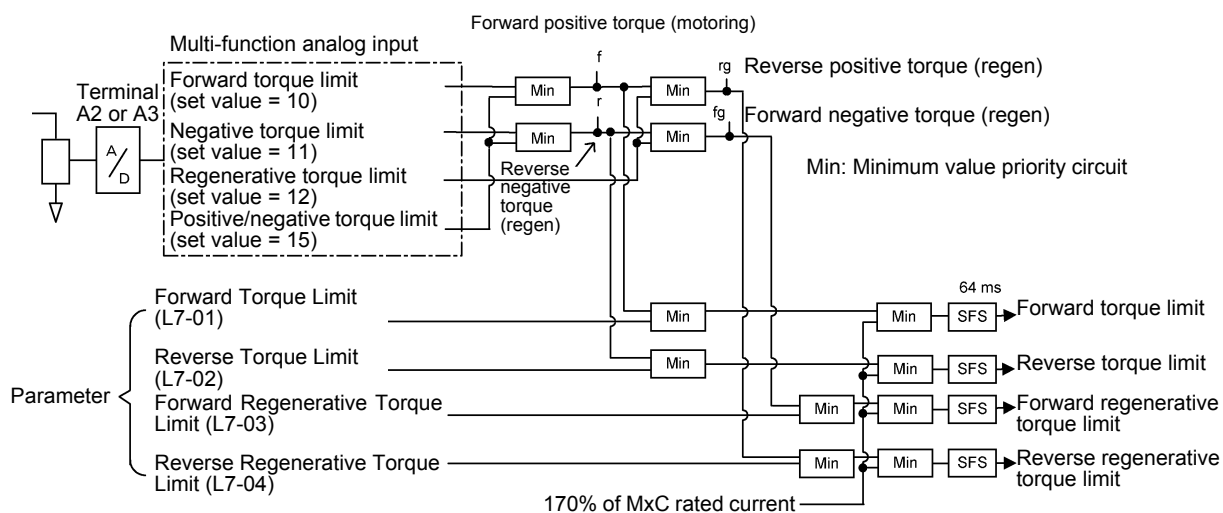 Forward positive torque (motoring)
Multi-function analog input
f
rg
Reverse positive torque (regen)
Terminal
A2 or A3
Forward torque limit
(set value = 10)
Min
Min
r
fg
Forward negative torque (regen)
A
D
Negative torque limit
(set value = 11)
Min
Min
Regenerative torque limit
(set value = 12)
Reverse
negative
torque
(regen)
Min: Minimum value priority circuit
Positive/negative torque limit
(set value = 15)
64 ms
Forward Torque Limit
(L7-01)
Min
Min
SFS
Forward torque limit
Reverse Torque Limit
(L7-02)
Min
Min
SFS
Reverse torque limit
Parameter
Forward Regenerative Torque
Limit (L7-03)
Min
Min
SFS
Forward regenerative
torque limit
Reverse Regenerative Torque
Limit (L7-04)
Min
Min
SFS
Reverse regenerative
torque limit
170% of MxC rated current